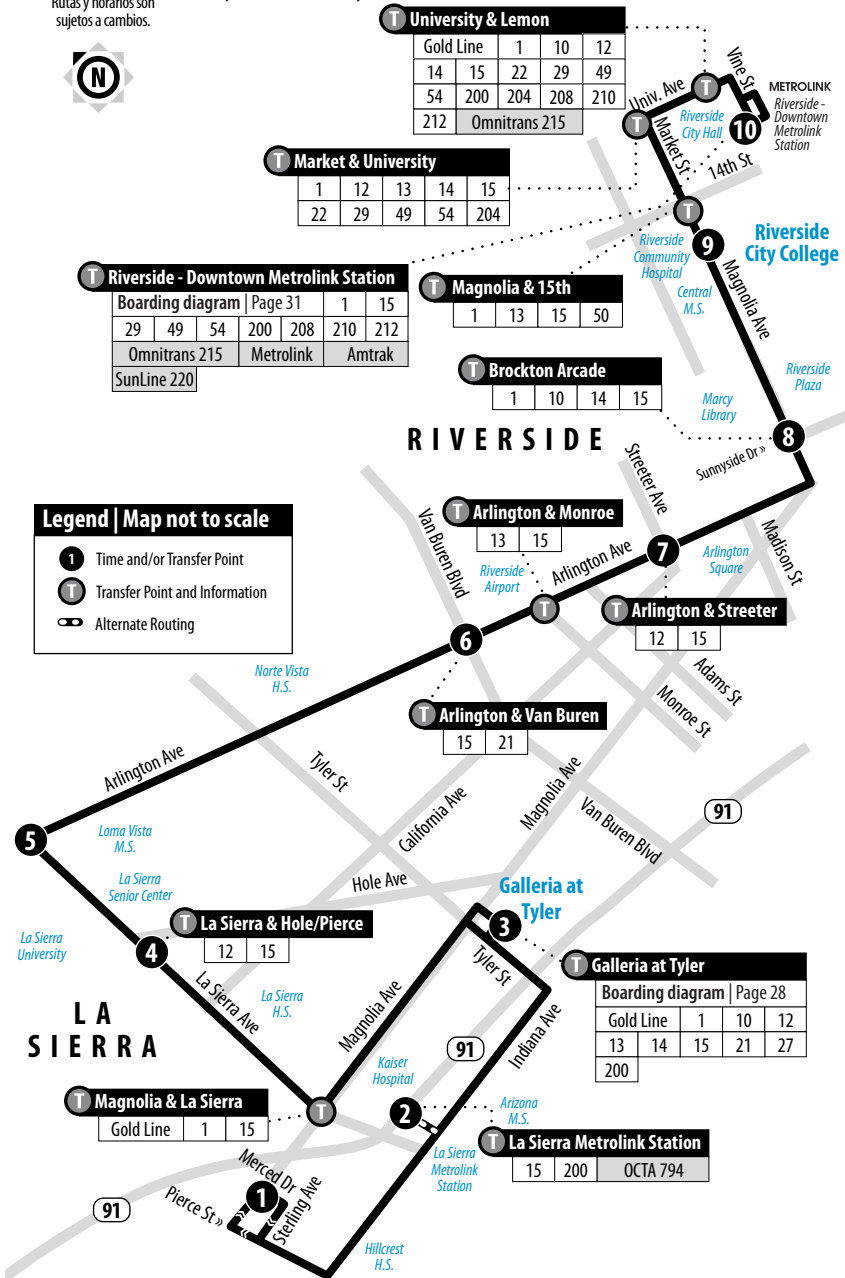 Rutas y horarios son
sujetos a cambios.
N
T University & Lemon
Gold Line 1 10 12
14 15 22 29 49
54 200 204 208 210
212 Omnitrans 215
Univ. Ave
Vine St
METROLINK
Riverside -
Downtown
Metrolink
Station
Riverside
City Hall
10
T
T
Market St
14th St
T Market & University
1 12 13 14 15
22 29 49 54 204
T
9
Riverside
City College
Riverside
Community
Hospital
Central
M.S.
Magnolia Ave
T Riverside - Downtown Metrolink Station
Boarding diagram | Page 31 1 15
29 49 54 200 208 210 212
Omnitrans 215 Metrolink Amtrak
SunLine 220
T Magnolia & 15th
1 13 15 50
T Brockton Arcade
1 10 14 15
Riverside
Plaza
Marcy
Library
8
RIVERSIDE
Sunnyside Dr »
Streeter Ave
Van Buren Blvd
Madison St
Legend | Map not to scale
1 Time and/or Transfer Point
T Transfer Point and Information
Alternate Routing
T Arlington & Monroe
13 15
Riverside
Airport
Arlington Ave
7
Arlington
Square
T
T Arlington & Streeter
12 15
6
Adams St
Monroe St
Norte Vista
H.S.
T Arlington & Van Buren
15 21
Arlington Ave
Tyler St
California Ave
Magnolia Ave
Van Buren Blvd
91
5
Loma Vista
M.S.
La Sierra
Senior Center
Hole Ave
Galleria at
Tyler
3
La Sierra
University
4
T La Sierra & Hole/Pierce
12 15
Tyler St
T Galleria at Tyler
Boarding diagram | Page 28
Gold Line 1 10 12
13 14 15 21 27
200
La Sierra Ave
La Sierra
H.S.
Magnolia Ave
Indiana Ave
LA
SIERRA
91
Kaiser
Hospital
T Magnolia & La Sierra
Gold Line 1 15
T
2
Arizona
M.S.
T La Sierra Metrolink Station
15 200 OCTA 794
La Sierra
Metrolink
Station
Merced Dr
1
Pierce St »
Sterling Ave
91
Hillcrest
H.S.